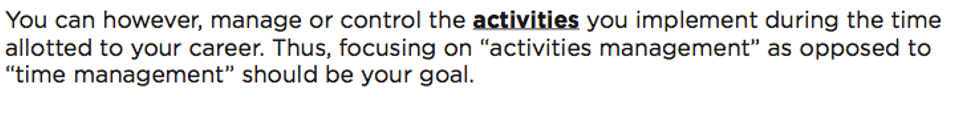 You can however, manage or control the activities you implement during the time
allotted to your career. Thus, focusing on “activities management” as opposed to
“time management” should be your goal.